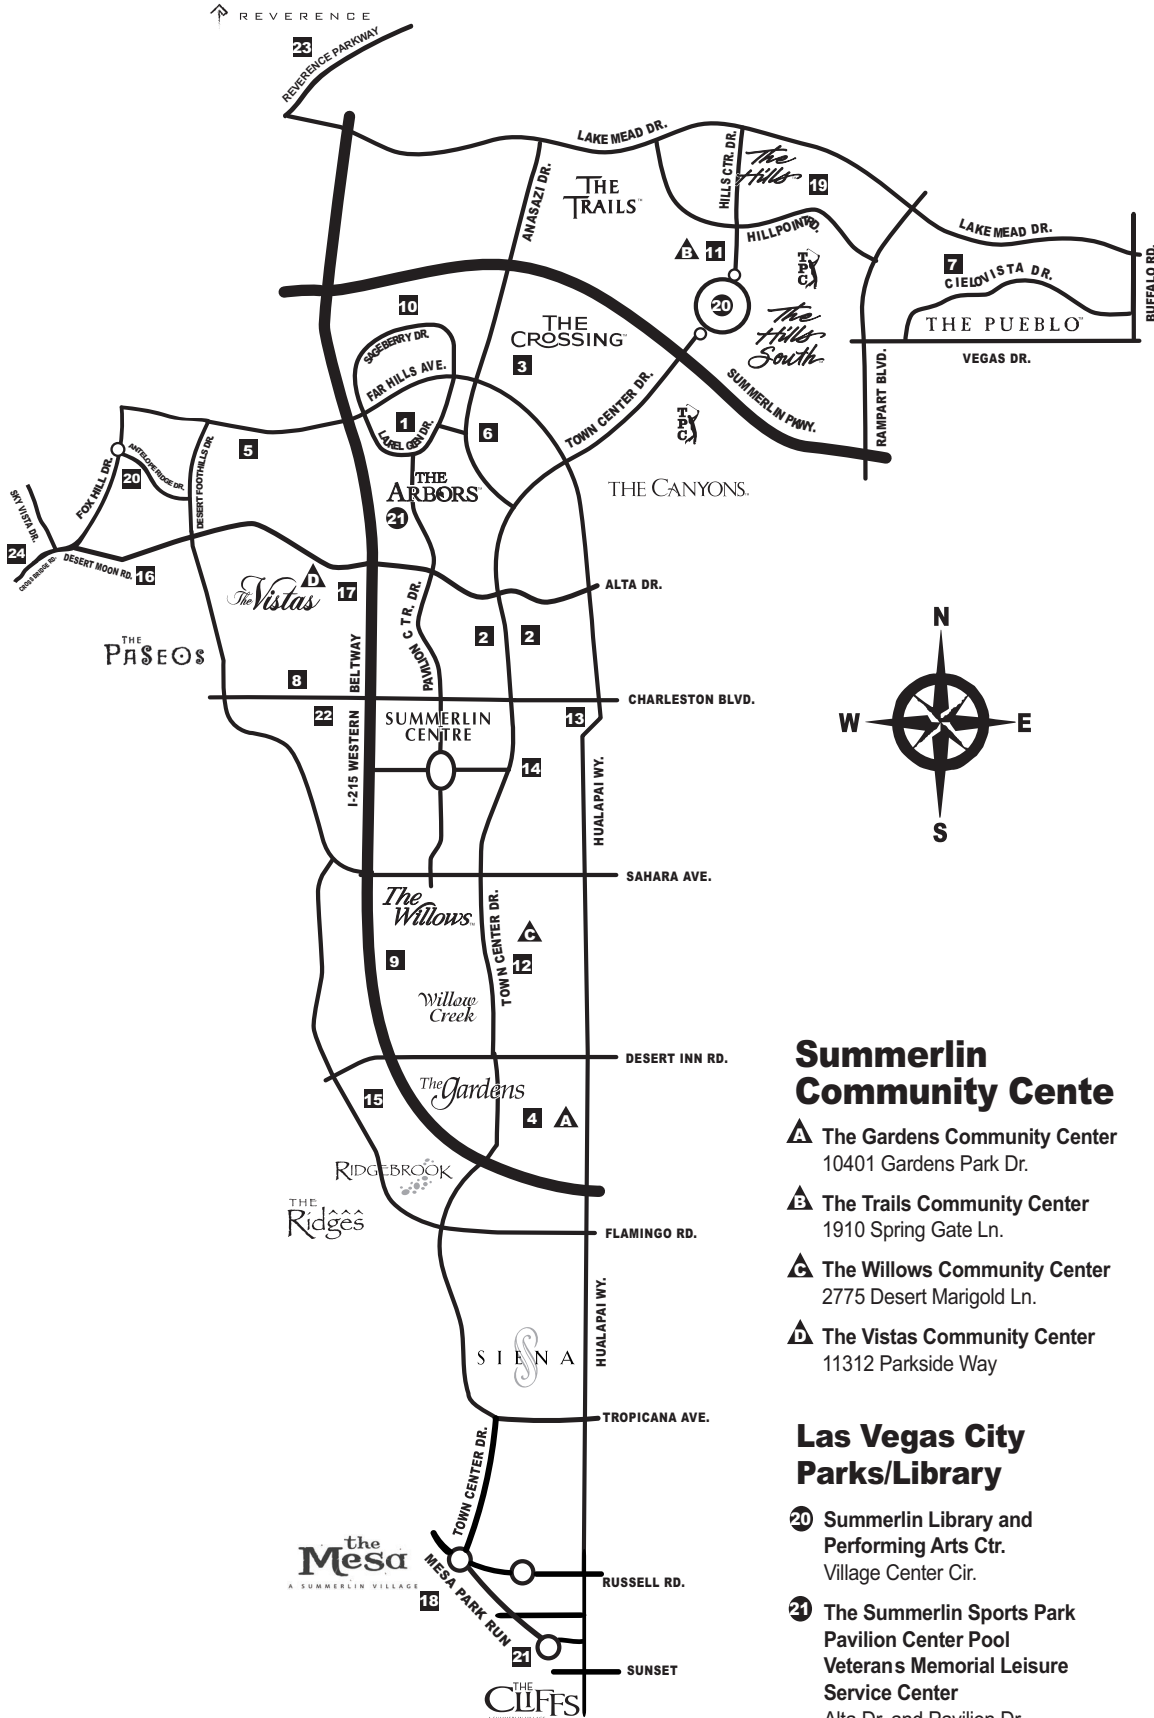 REVERENCE
23
REVERENCE PARKWAY
LAKE MEAD DR.
HILLS CTR. DR.
The
Hills
19
ANASAZI DR.
THE
TRAILS
HILLPOINT RD.
B 11
LAKE MEAD DR.
7
CIELO VISTA DR.
BUFFALO RD.
TPC
10
20
THE PUEBLO
SAGEBERRY DR.
THE
CROSSING
The
Hills
South
VEGAS DR.
FAR HILLS AVE.
3
TOWN CENTER DR.
SUMMERLIN PKWY.
RAMPART BLVD.
1
LAUREL GLEN DR.
6
TPC
5
DESERT FOOTHILLS DR.
ANTELOPE RIDGE DR.
20
FOX HILL DR.
SKY VISTA DR.
THE
ARBORS
21
THE CANYONS
24
CROSS BRIDGE RD.
DESERT MOON RD.
16
The Vistas
D
17
ALTA DR.
PAVILION CTR. DR.
2
2
THE
PASEOS
8
I-215 WESTERN BELTWAY
CHARLESTON BLVD.
22
SUMMERLIN
CENTRE
13
14
HUALAPAI WY.
SAHARA AVE.
The
Willows
TOWN CENTER DR.
C
9
12
Willow
Creek
DESERT INN RD.
The Gardens
15
4 A
RIDGEBROOK
THE
Ridges
FLAMINGO RD.
HUALAPAI WY.
SIENA
TROPICANA AVE.
TOWN CENTER DR.
the
Mesa
A SUMMERLIN VILLAGE
18
MESA PARK RUN
RUSSELL RD.
21
SUNSET
THE
CLIFFS
N
W E
S
Summerlin
Community Cente
A The Gardens Community Center
10401 Gardens Park Dr.
B The Trails Community Center
1910 Spring Gate Ln.
C The Willows Community Center
2775 Desert Marigold Ln.
D The Vistas Community Center
11312 Parkside Way
Las Vegas City
Parks/Library
20 Summerlin Library and
Performing Arts Ctr.
Village Center Cir.
21 The Summerlin Sports Park
Pavilion Center Pool
Veterans Memorial Leisure
Service Center
Alta Dr. and Pavilion Dr.